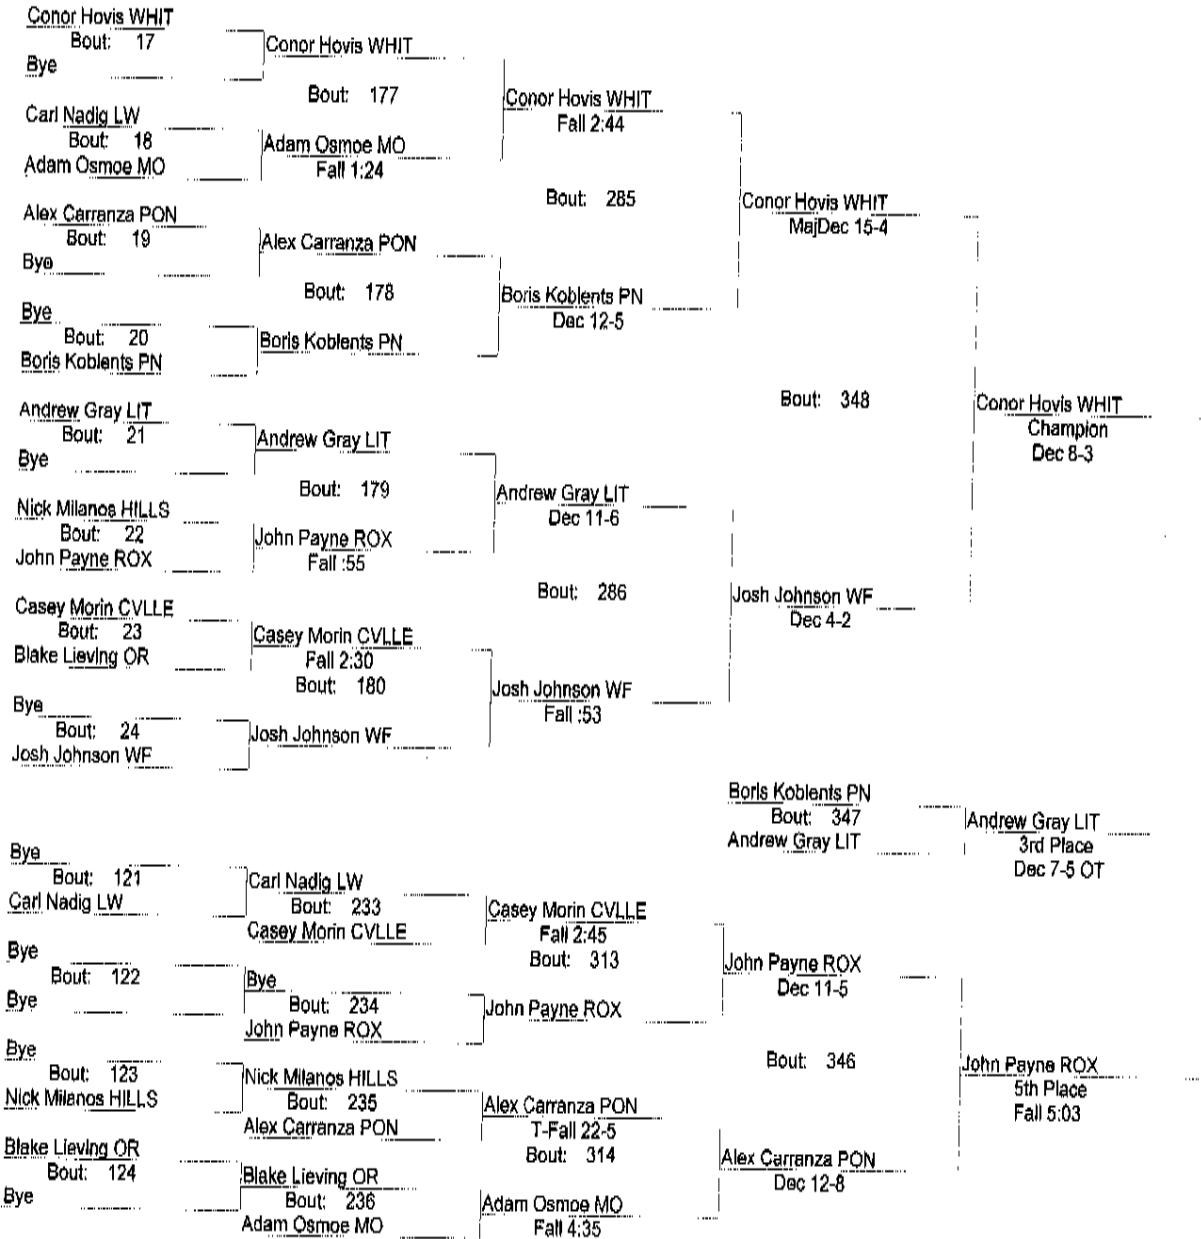 Conor Hovis WHIT
Bout: 17
Bye
Conor Hovis WHIT
Bout: 177
Carl Nadig LW
Bout: 18
Adam Osmoe MO
Adam Osmoe MO
Fall 1:24
Conor Hovis WHIT
Fall 2:44
Bout: 285
Alex Carranza PON
Bout: 19
Bye
Alex Carranza PON
Bout: 178
Bye
Bout: 20
Boris Koblents PN
Boris Koblents PN
Boris Koblents PN
Dec 12-5
Conor Hovis WHIT
MajDec 15-4
Bout: 348
Andrew Gray LIT
Bout: 21
Bye
Andrew Gray LIT
Bout: 179
Nick Milanos HILLS
Bout: 22
John Payne ROX
John Payne ROX
Fall :55
Andrew Gray LIT
Dec 11-6
Bout: 286
Casey Morin CVLLE
Bout: 23
Blake Lieving OR
Casey Morin CVLLE
Fall 2:30
Bout: 180
Bye
Bout: 24
Josh Johnson WF
Josh Johnson WF
Josh Johnson WF
Fall :53
Josh Johnson WF
Dec 4-2
Conor Hovis WHIT
Champion
Dec 8-3
Boris Koblents PN
Bout: 347
Andrew Gray LIT
Andrew Gray LIT
3rd Place
Dec 7-5 OT
Bye
Bout: 121
Carl Nadig LW
Carl Nadig LW
Bout: 233
Casey Morin CVLLE
Casey Morin CVLLE
Fall 2:45
Bout: 313
Bye
Bout: 122
Bye
Bye
Bout: 234
John Payne ROX
John Payne ROX
John Payne ROX
Dec 11-5
Bout: 346
Bye
Bout: 123
Nick Milanos HILLS
Nick Milanos HILLS
Bout: 235
Alex Carranza PON
Alex Carranza PON
T-Fall 22-5
Bout: 314
Blake Lieving OR
Bout: 124
Bye
Blake Lieving OR
Bout: 236
Adam Osmoe MO
Adam Osmoe MO
Fall 4:35
Alex Carranza PON
Dec 12-8
John Payne ROX
5th Place
Fall 5:03